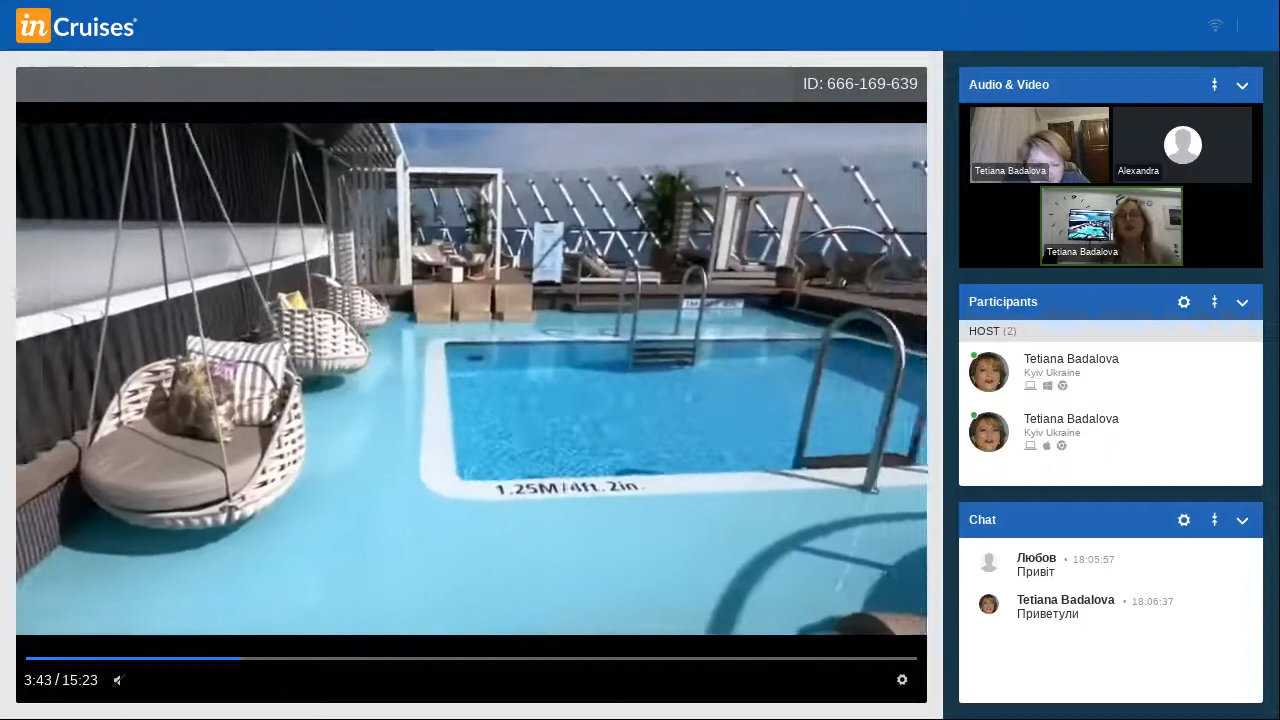 in Cruises
ID: 666-169-639
1.25M/4ft.2in.
3:43 / 15:23
Audio & Video
Tetiana Badalova
Alexandra
Tetiana Badalova
Participants
HOST (2)
Tetiana Badalova
Kyiv Ukraine
Tetiana Badalova
Kyiv Ukraine
Chat
Любов • 18:05:57
Привіт
Tetiana Badalova • 18:06:37
Приветули